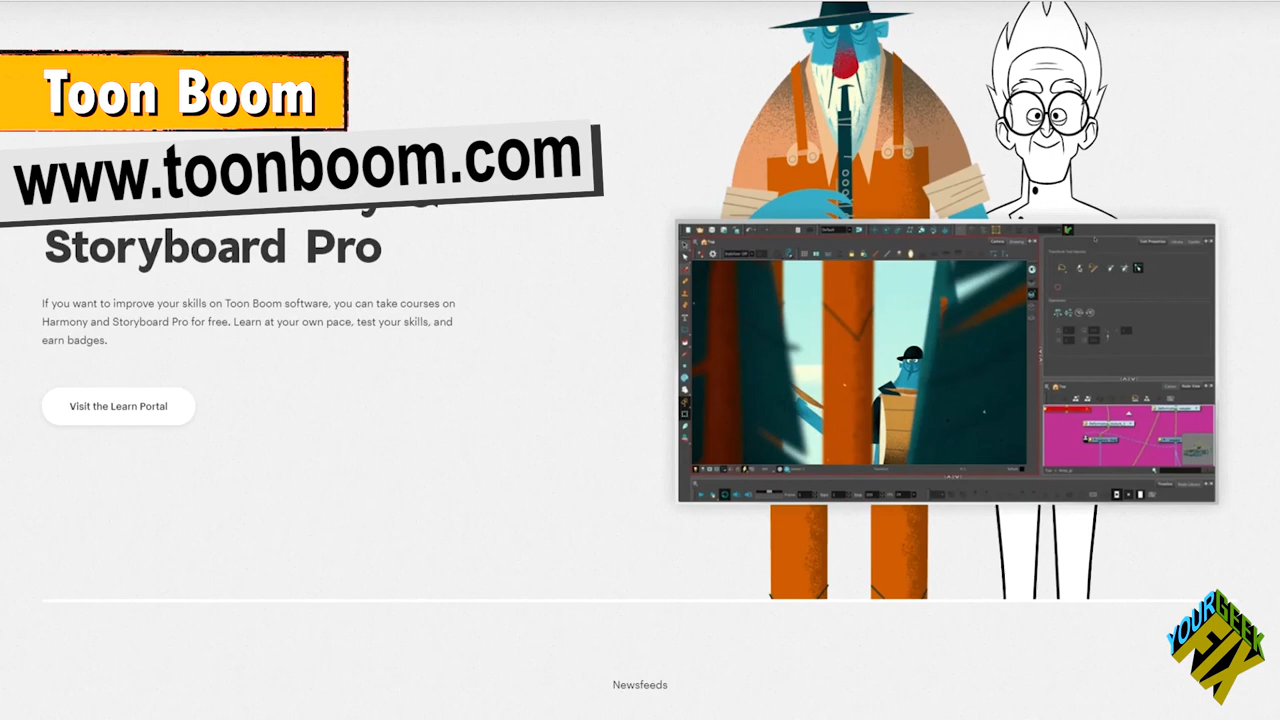 Toon Boom
www.toonboom.com
Storyboard Pro
If you want to improve your skills on Toon Boom software, you can take courses on
Harmony and Storyboard Pro for free. Learn at your own pace, test your skills, and
earn badges.
Visit the Learn Portal
Newsfeeds
YOUR GEEK
FIX